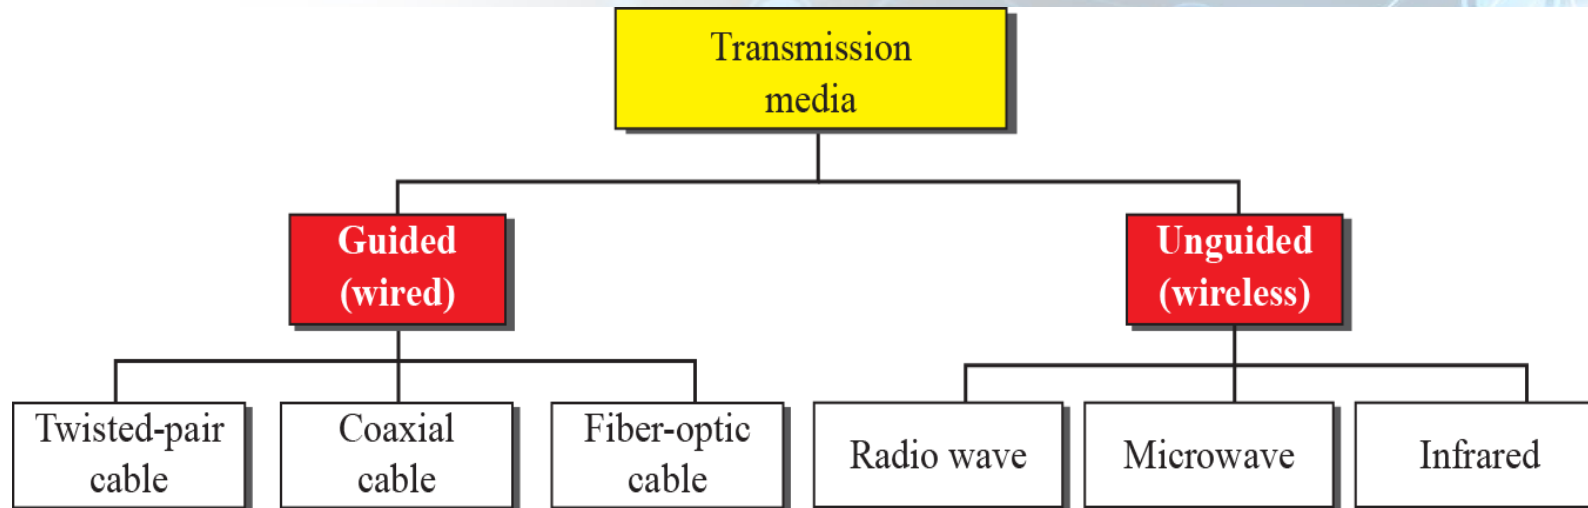 Transmission
media
Guided
(wired)
Unguided
(wireless)
Twisted-pair
cable
Coaxial
cable
Fiber-optic
cable
Radio wave
Microwave
Infrared